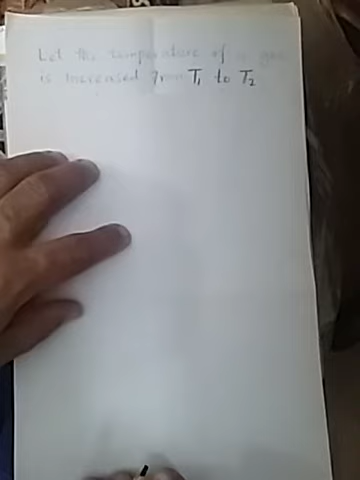 Let the temperature of a gas
is increased from T₁ to T₂